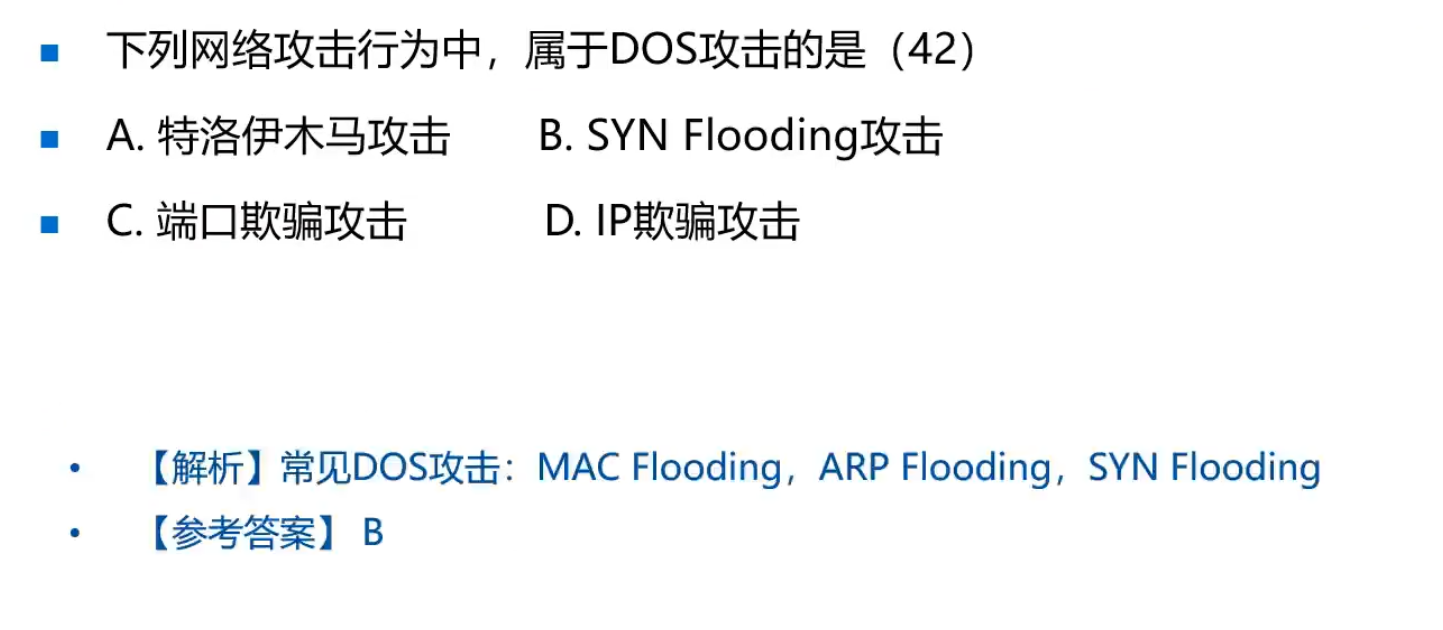 下列网络攻击行为中，属于DOS攻击的是（42）
A. 特洛伊木马攻击 B. SYN Flooding攻击
C. 端口欺骗攻击 D. IP欺骗攻击
【解析】常见DOS攻击：MAC Flooding，ARP Flooding，SYN Flooding
【参考答案】 B